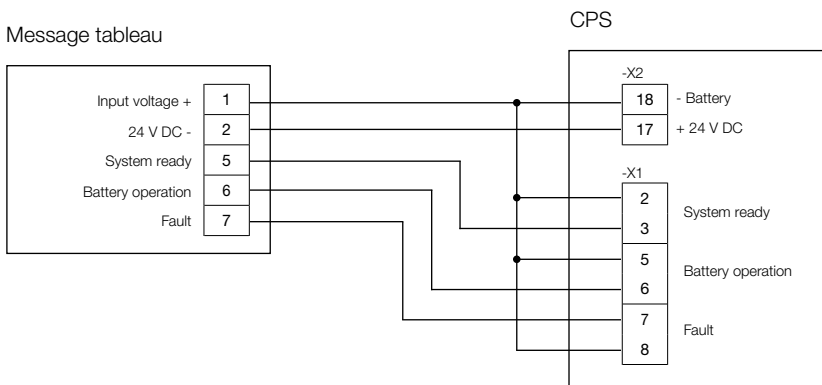 CPS
Message tableau
-X2
Input voltage + 1
18 - Battery
24 V DC - 2
17 + 24 V DC
System ready 5
-X1
Battery operation 6
2
System ready
Fault 7
3
5
Battery operation
6
7
Fault
8